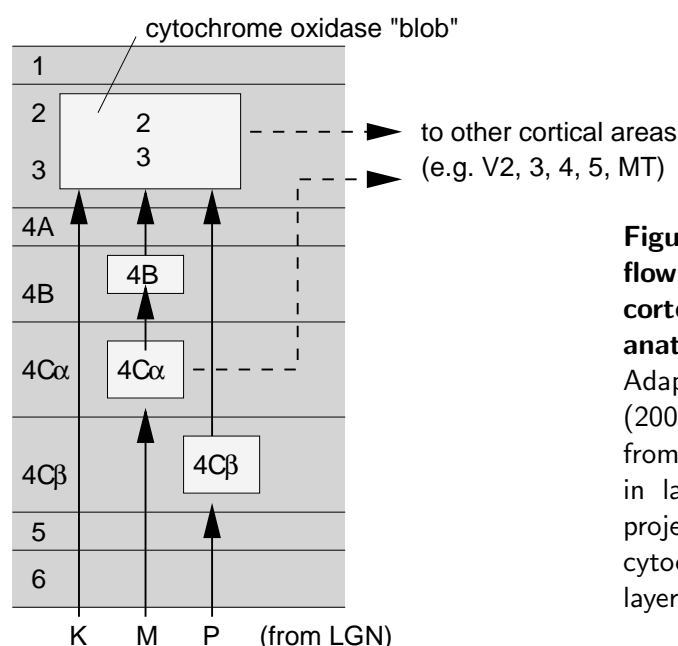 cytochrome oxidase "blob"
1
2
3
2
3
to other cortical areas
(e.g. V2, 3, 4, 5, MT)
4A
4B
4B
4Cα
4Cα
4Cβ
4Cβ
5
6
K M P (from LGN)
Figu
flow
corte
anat
Adap
(200
from
in la
proje
cytoc
layer